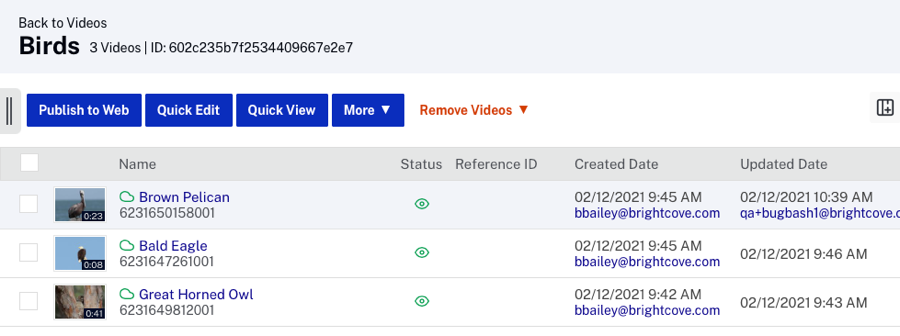 Back to Videos
Birds 3 Videos | ID: 602c235b7f2534409667e2e7
Publish to Web Quick Edit Quick View More ▼ Remove Videos ▼
Name Status Reference ID Created Date Updated Date
Brown Pelican 02/12/2021 9:45 AM 02/12/2021 10:39 AM
0:23 6231650158001 bbailey@brightcove.com qa+bugbash1@brightcove.c
Bald Eagle 02/12/2021 9:45 AM 02/12/2021 9:46 AM
0:08 6231647261001 bbailey@brightcove.com
Great Horned Owl 02/12/2021 9:42 AM 02/12/2021 9:43 AM
0:41 6231649812001 bbailey@brightcove.com